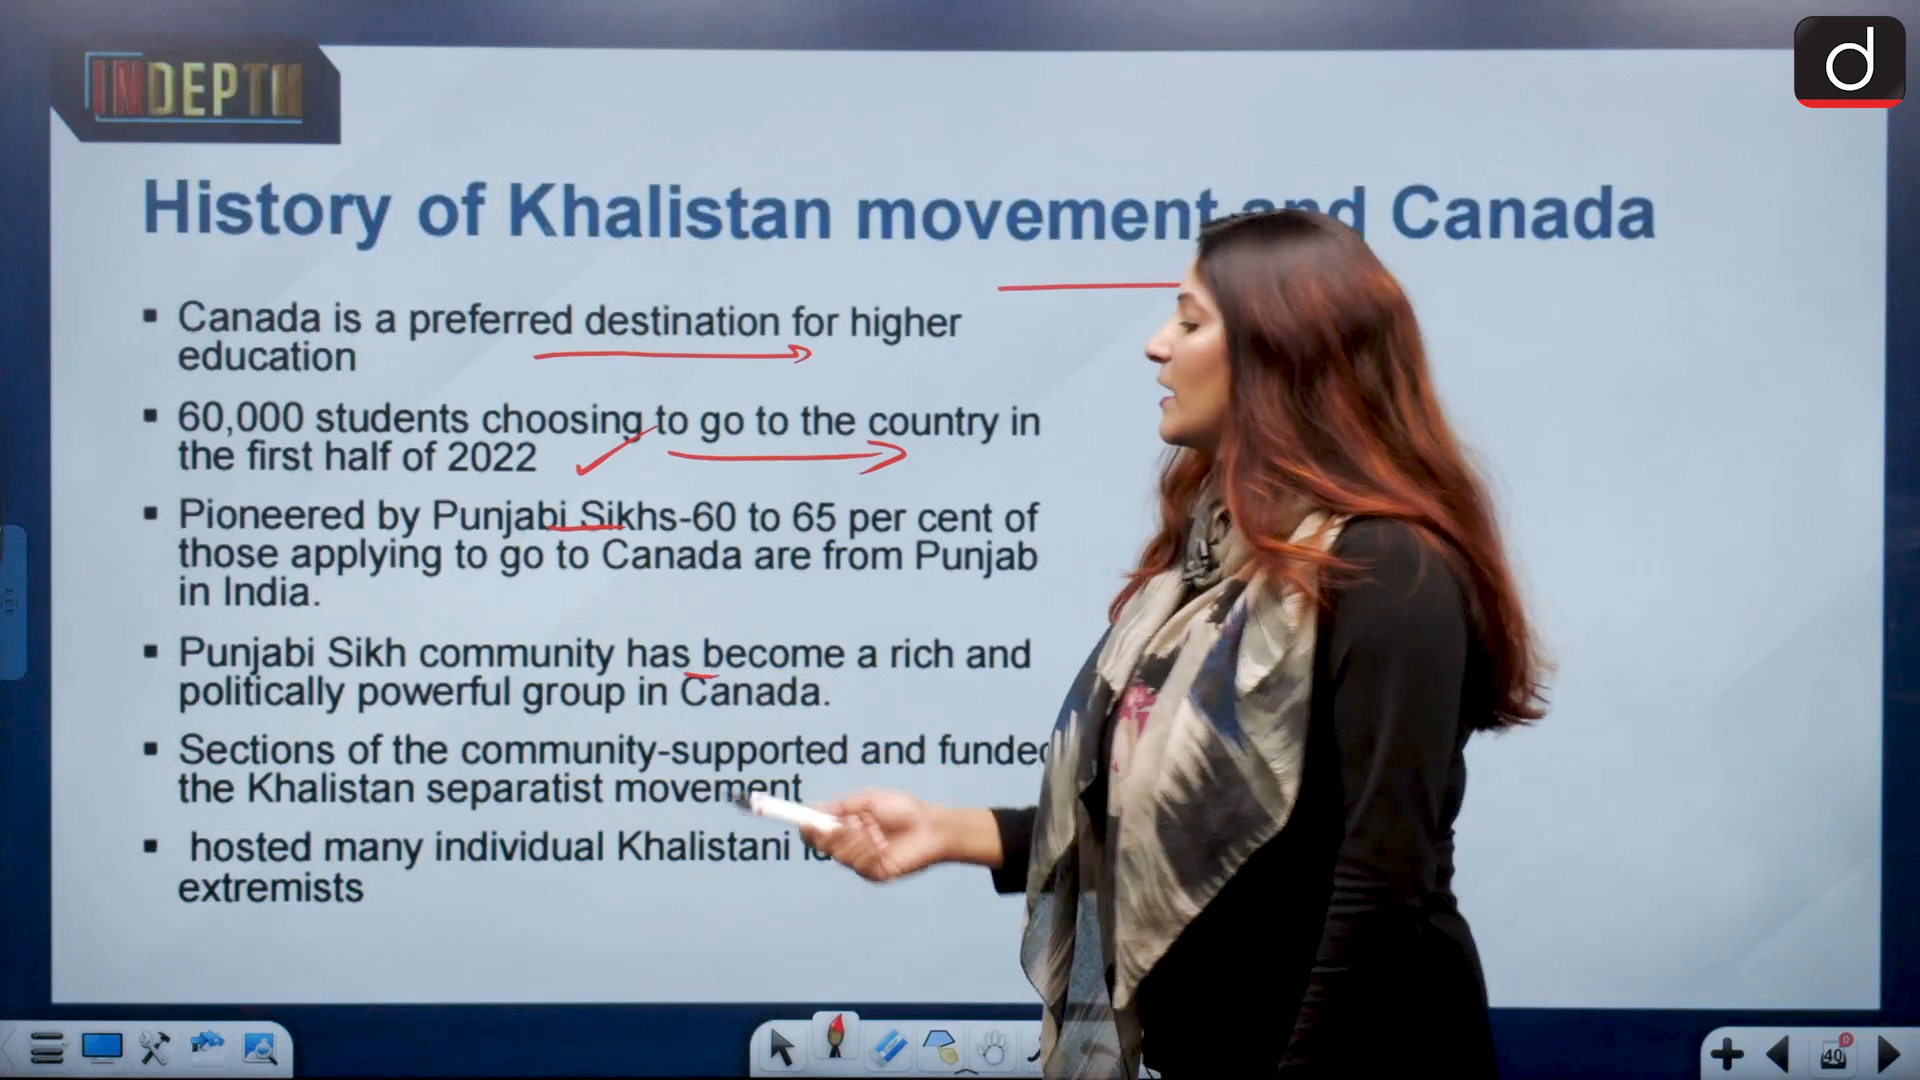 INDEPTH
d
History of Khalistan movement and Canada
Canada is a preferred destination for higher
education
60,000 students choosing to go to the country in
the first half of 2022
Pioneered by Punjabi Sikhs-60 to 65 per cent of
those applying to go to Canada are from Punjab
in India.
Punjabi Sikh community has become a rich and
politically powerful group in Canada.
Sections of the community-supported and funded
the Khalistan separatist movement
hosted many individual Khalistani
extremists
40
0